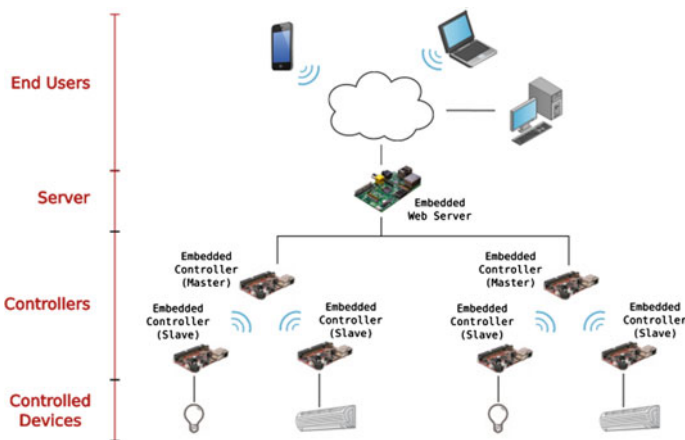 End Users
Server
Embedded
Web Server
Embedded
Controller
(Master)
Embedded
Controller
(Master)
Controllers
Embedded
Controller
(Slave)
Embedded
Controller
(Slave)
Embedded
Controller
(Slave)
Embedded
Controller
(Slave)
Controlled
Devices